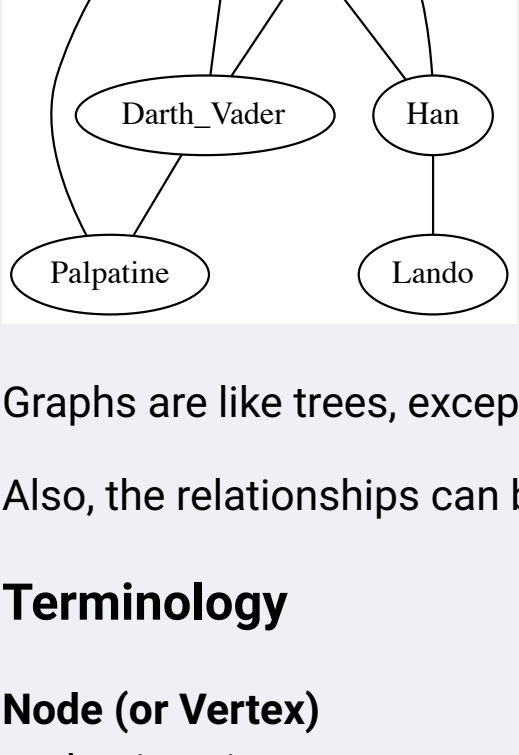 Darth_Vader Han
Palpatine Lando
Graphs are like trees, excep
Also, the relationships can
Terminology
Node (or Vertex)